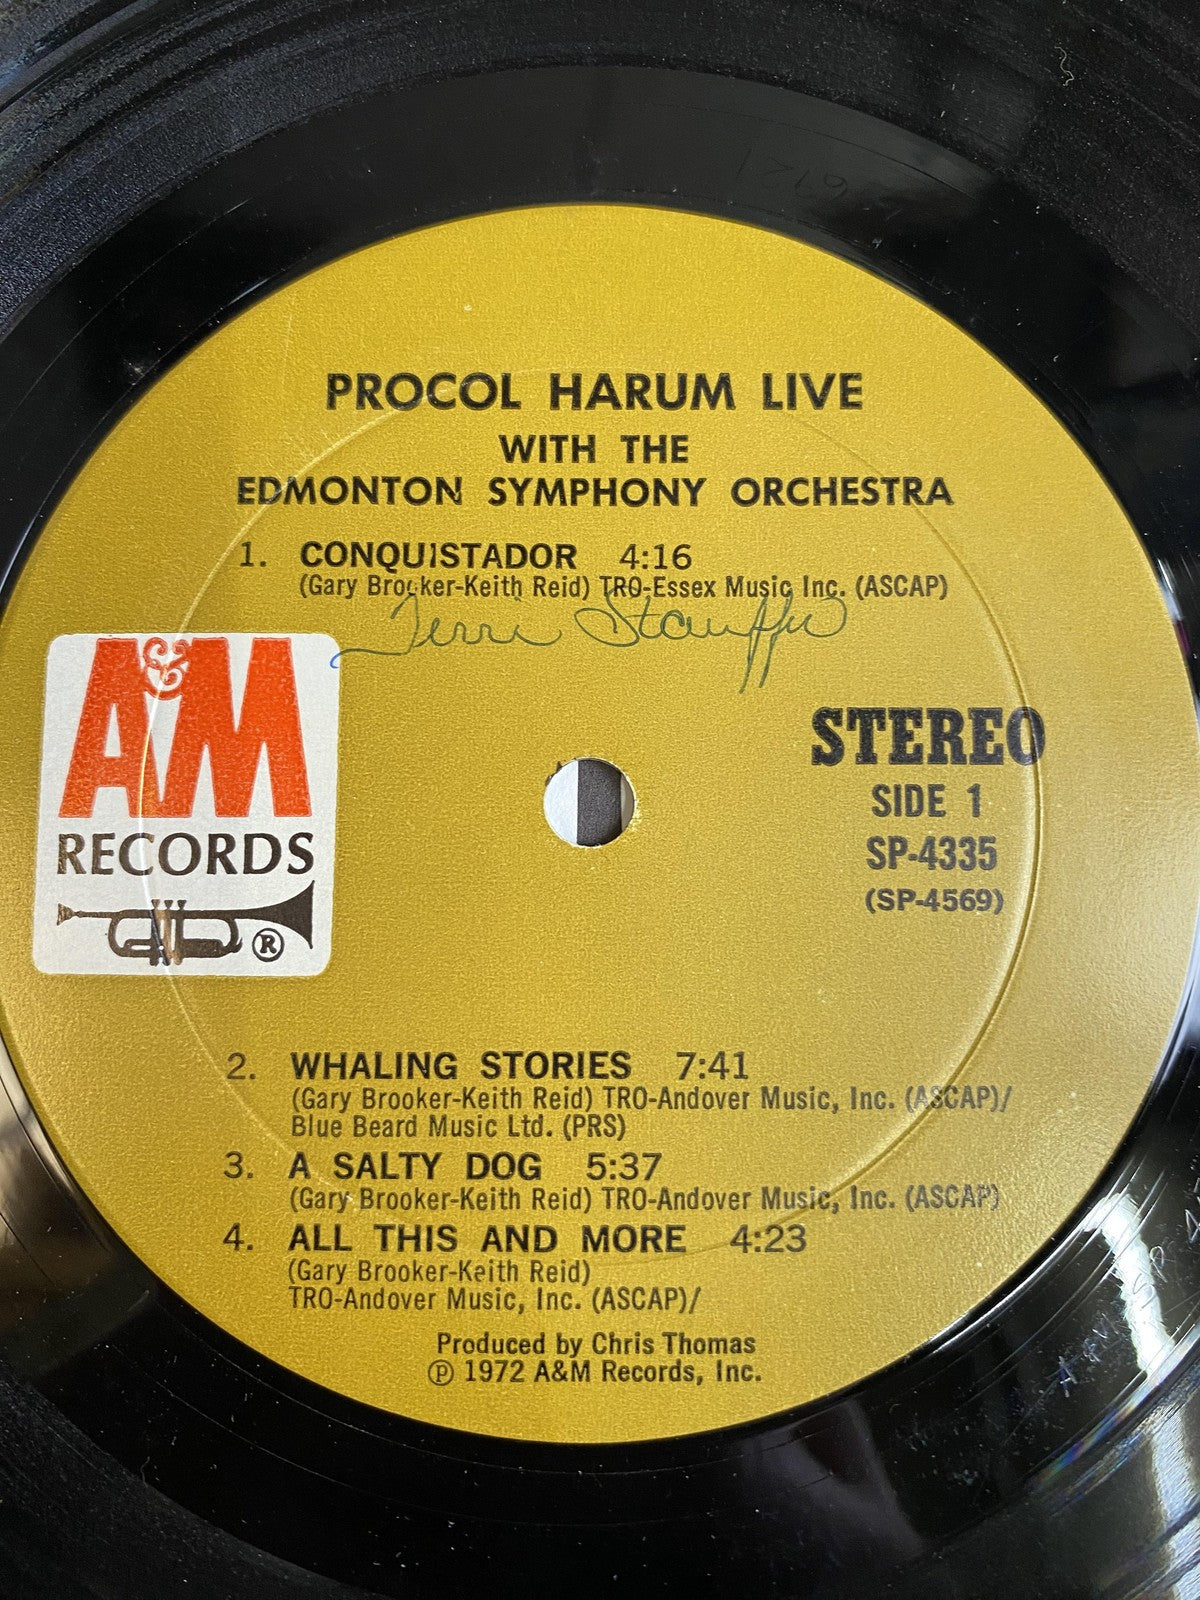 PROCOL HARUM LIVE
WITH THE
EDMONTON SYMPHONY ORCHESTRA
1. CONQUISTADOR 4:16
(Gary Brooker-Keith Reid) TRO-Essex Music Inc. (ASCAP)
Terri Stauffer
A&M
RECORDS
®
STEREO
SIDE 1
SP-4335
(SP-4569)
2. WHALING STORIES 7:41
(Gary Brooker-Keith Reid) TRO-Andover Music, Inc. (ASCAP)/
Blue Beard Music Ltd. (PRS)
3. A SALTY DOG 5:37
(Gary Brooker-Keith Reid) TRO-Andover Music, Inc. (ASCAP)
4. ALL THIS AND MORE 4:23
(Gary Brooker-Keith Reid)
TRO-Andover Music, Inc. (ASCAP)/
Produced by Chris Thomas
℗ 1972 A&M Records, Inc.